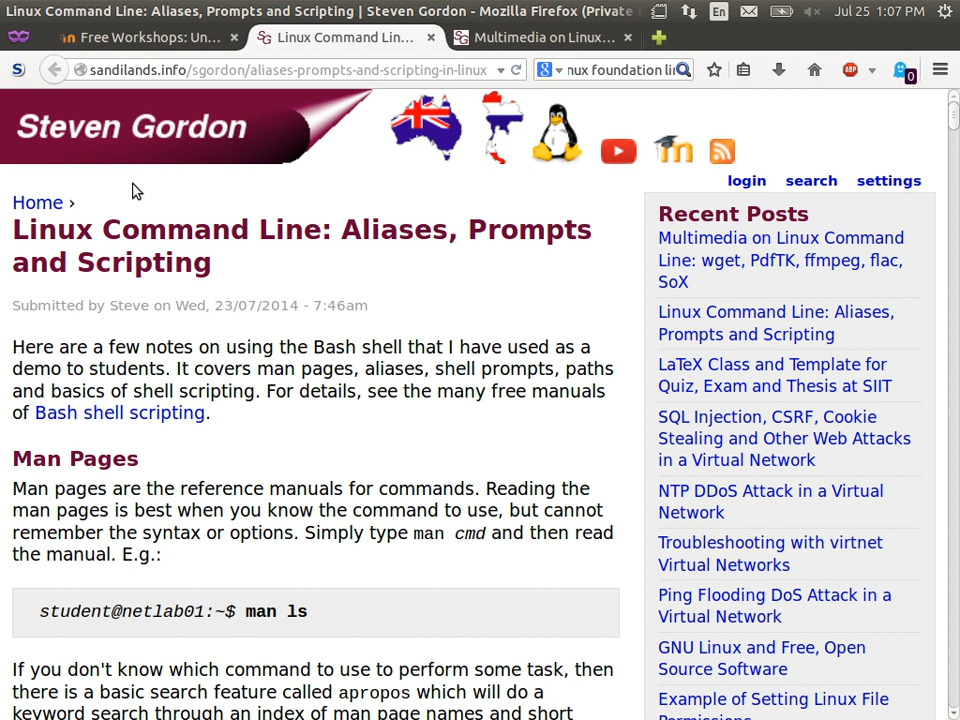 Linux Command Line: Aliases, Prompts and Scripting | Steven Gordon - Mozilla Firefox (Private
En
Jul 25 1:07 PM
Free Workshops: Un... ×
Linux Command Lin... ×
Multimedia on Linux... ×
sandilands.info/sgordon/aliases-prompts-and-scripting-in-linux
nux foundation li
ABP
0
Steven Gordon
login search settings
Home ›
Linux Command Line: Aliases, Prompts
and Scripting
Submitted by Steve on Wed, 23/07/2014 - 7:46am
Here are a few notes on using the Bash shell that I have used as a
demo to students. It covers man pages, aliases, shell prompts, paths
and basics of shell scripting. For details, see the many free manuals
of Bash shell scripting.
Man Pages
Man pages are the reference manuals for commands. Reading the
man pages is best when you know the command to use, but cannot
remember the syntax or options. Simply type man cmd and then read
the manual. E.g.:
student@netlab01:~$ man ls
If you don't know which command to use to perform some task, then
there is a basic search feature called apropos which will do a
keyword search through an index of man page names and short
Recent Posts
Multimedia on Linux Command
Line: wget, PdfTK, ffmpeg, flac,
SoX
Linux Command Line: Aliases,
Prompts and Scripting
LaTeX Class and Template for
Quiz, Exam and Thesis at SIIT
SQL Injection, CSRF, Cookie
Stealing and Other Web Attacks
in a Virtual Network
NTP DDoS Attack in a Virtual
Network
Troubleshooting with virtnet
Virtual Networks
Ping Flooding DoS Attack in a
Virtual Network
GNU Linux and Free, Open
Source Software
Example of Setting Linux File
Permissions